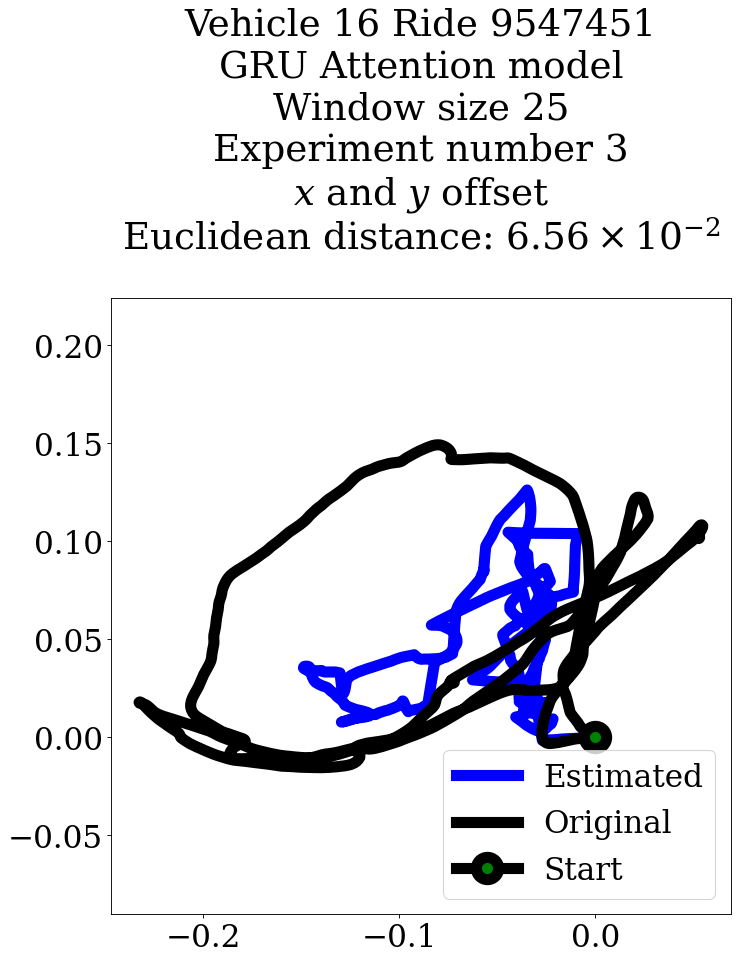 Vehicle 16 Ride 9547451
GRU Attention model
Window size 25
Experiment number 3
x and y offset
Euclidean distance: 6.56 × 10⁻²
0.20
0.15
0.10
0.05
0.00
−0.05
Estimated
Original
Start
−0.2
−0.1
0.0